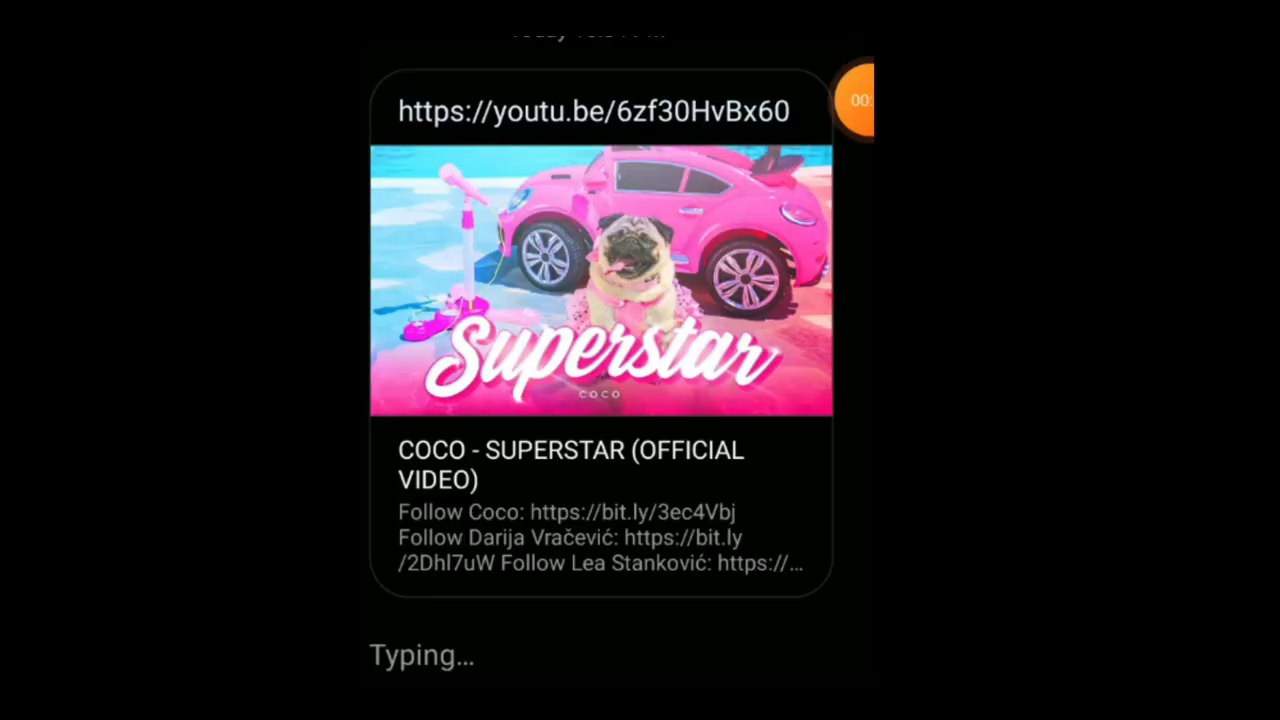 https://youtu.be/6zf30HvBx60
00:
Superstar
COCO
COCO - SUPERSTAR (OFFICIAL
VIDEO)
Follow Coco: https://bit.ly/3ec4Vbj
Follow Darija Vračević: https://bit.ly
/2Dhl7uW Follow Lea Stanković: https://...
Typing...